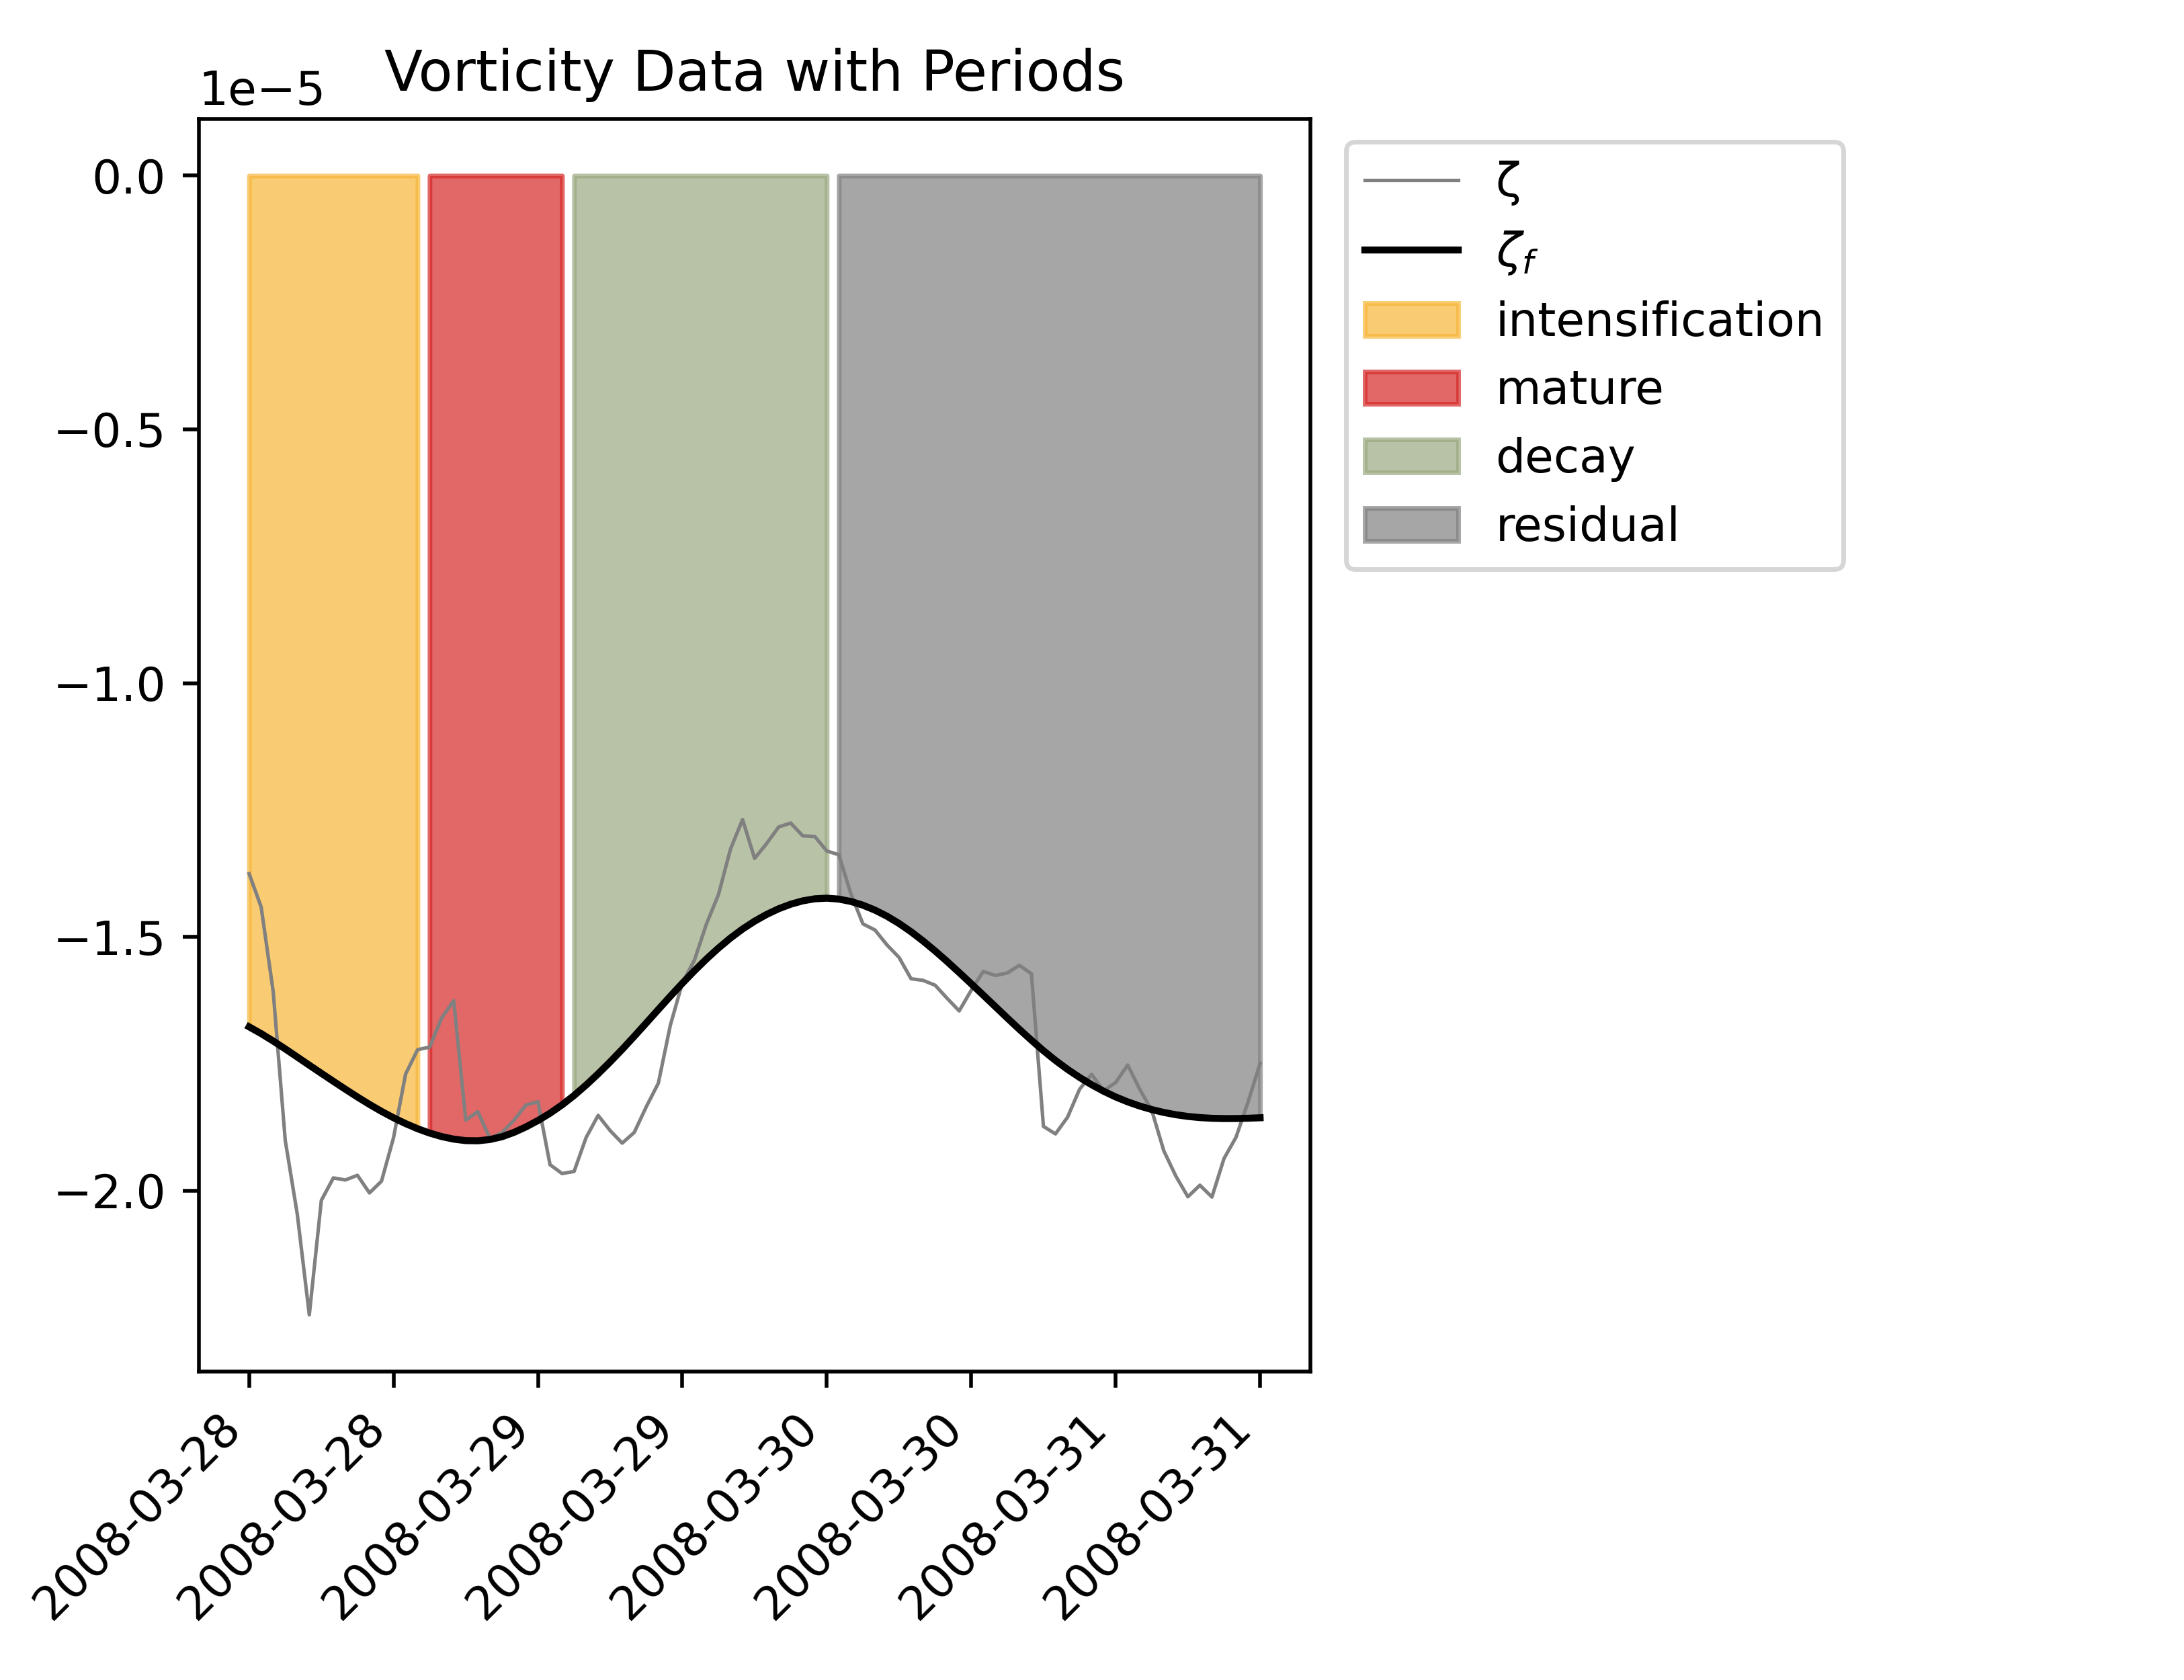 Vorticity Data with Periods
1e−5
0.0
−0.5
−1.0
−1.5
−2.0
2008-03-28
2008-03-28
2008-03-29
2008-03-29
2008-03-30
2008-03-30
2008-03-31
2008-03-31
ζ
ζf
intensification
mature
decay
residual